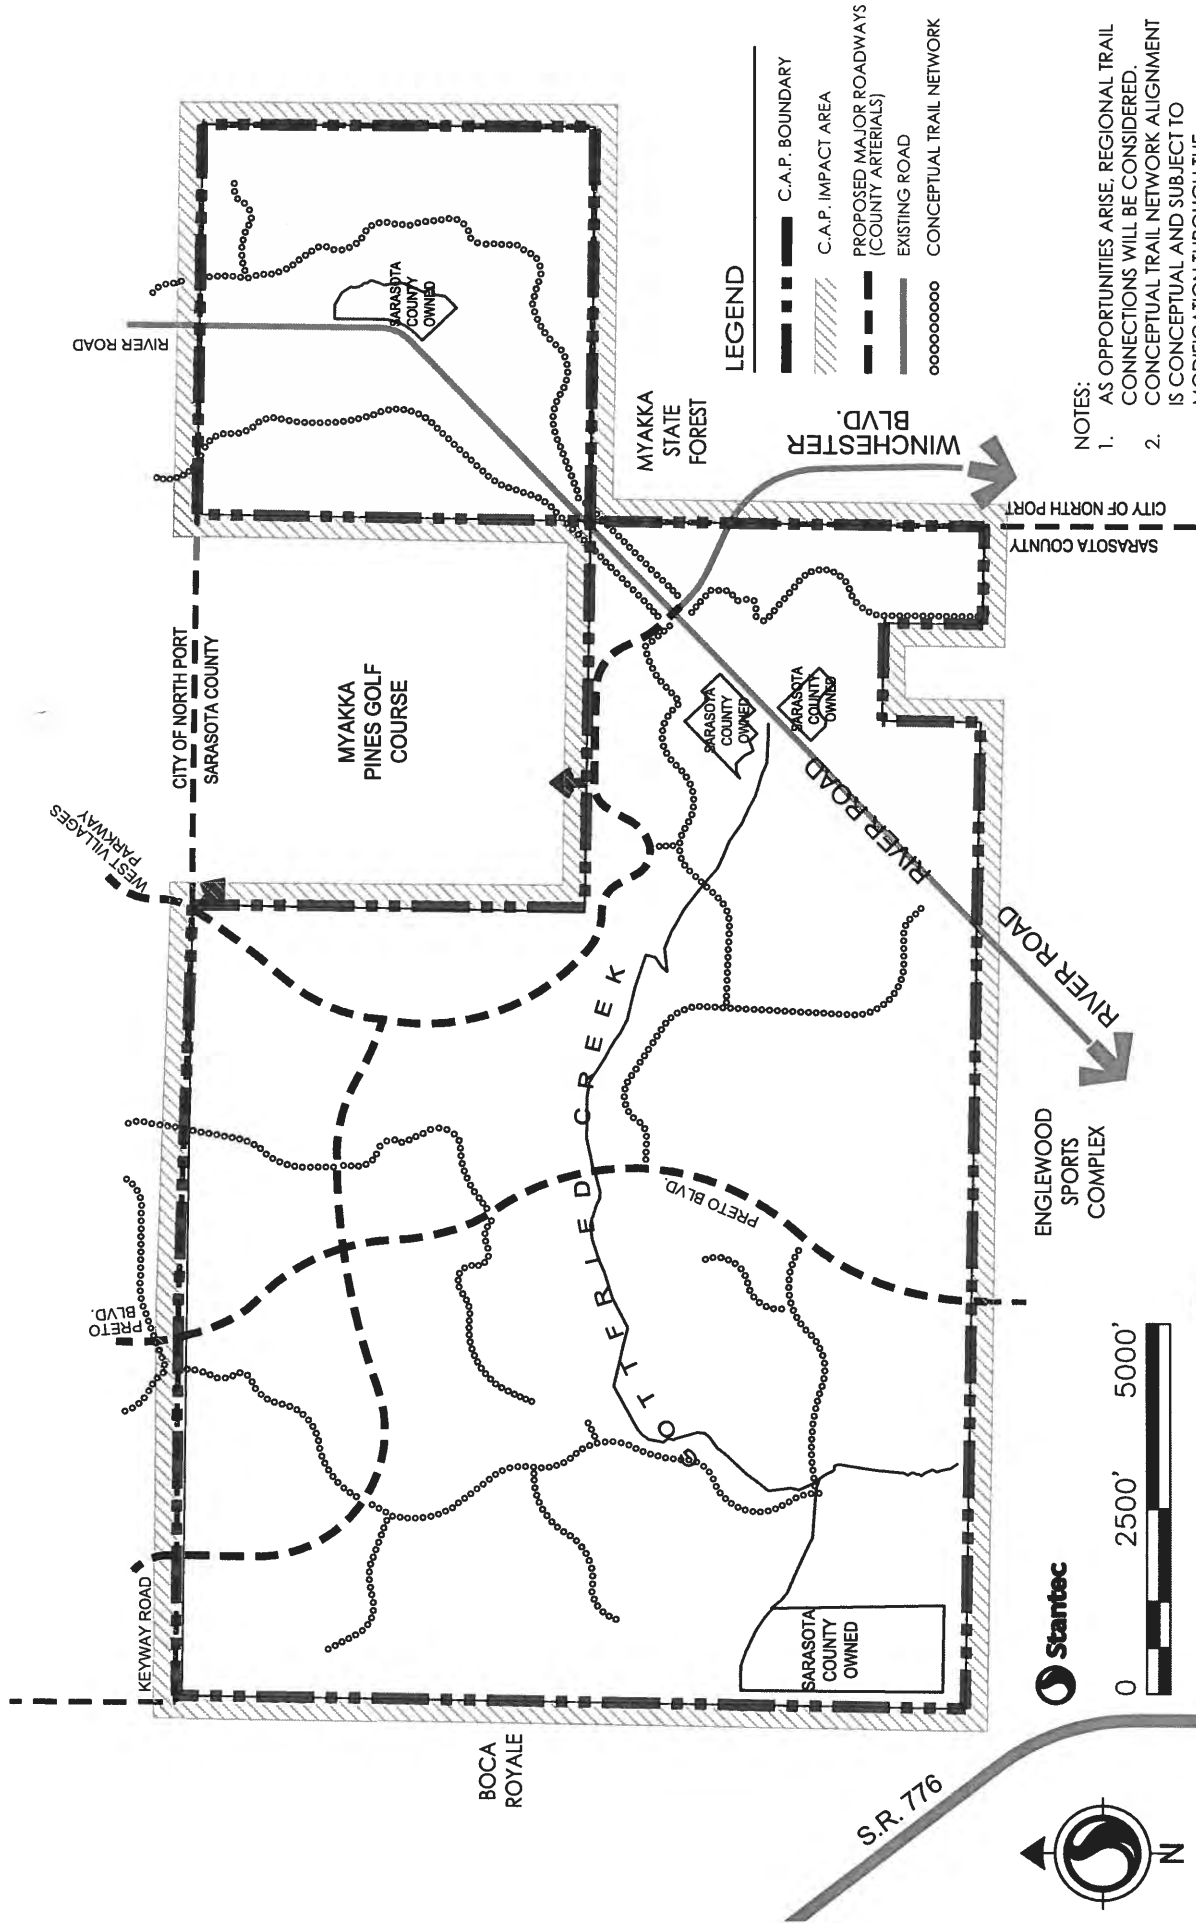 WEST VILLAGES
PARKWAY
CITY OF NORTH PORT
SARASOTA COUNTY
RIVER ROAD
KEYWAY ROAD
PRETO
BLVD.
MYAKKA
PINES GOLF
COURSE
SARASOTA
COUNTY
OWNED
BOCA
ROYALE
OTTFRIED CREEK
S
PRETO BLVD.
SARASOTA
COUNTY
OWNED
SARASOTA
COUNTY
OWNED
SARASOTA
COUNTY
OWNED
RIVER ROAD
RIVER ROAD
MYAKKA
STATE
FOREST
WINCHESTER
BLVD.
CITY OF NORTH PORT
SARASOTA COUNTY
ENGLEWOOD
SPORTS
COMPLEX
S.R. 776
N
Stantec
0 2500' 5000'
LEGEND
C.A.P. BOUNDARY
C.A.P. IMPACT AREA
PROPOSED MAJOR ROADWAYS
(COUNTY ARTERIALS)
EXISTING ROAD
CONCEPTUAL TRAIL NETWORK
NOTES:
1. AS OPPORTUNITIES ARISE, REGIONAL TRAIL
CONNECTIONS WILL BE CONSIDERED.
2. CONCEPTUAL TRAIL NETWORK ALIGNMENT
IS CONCEPTUAL AND SUBJECT TO